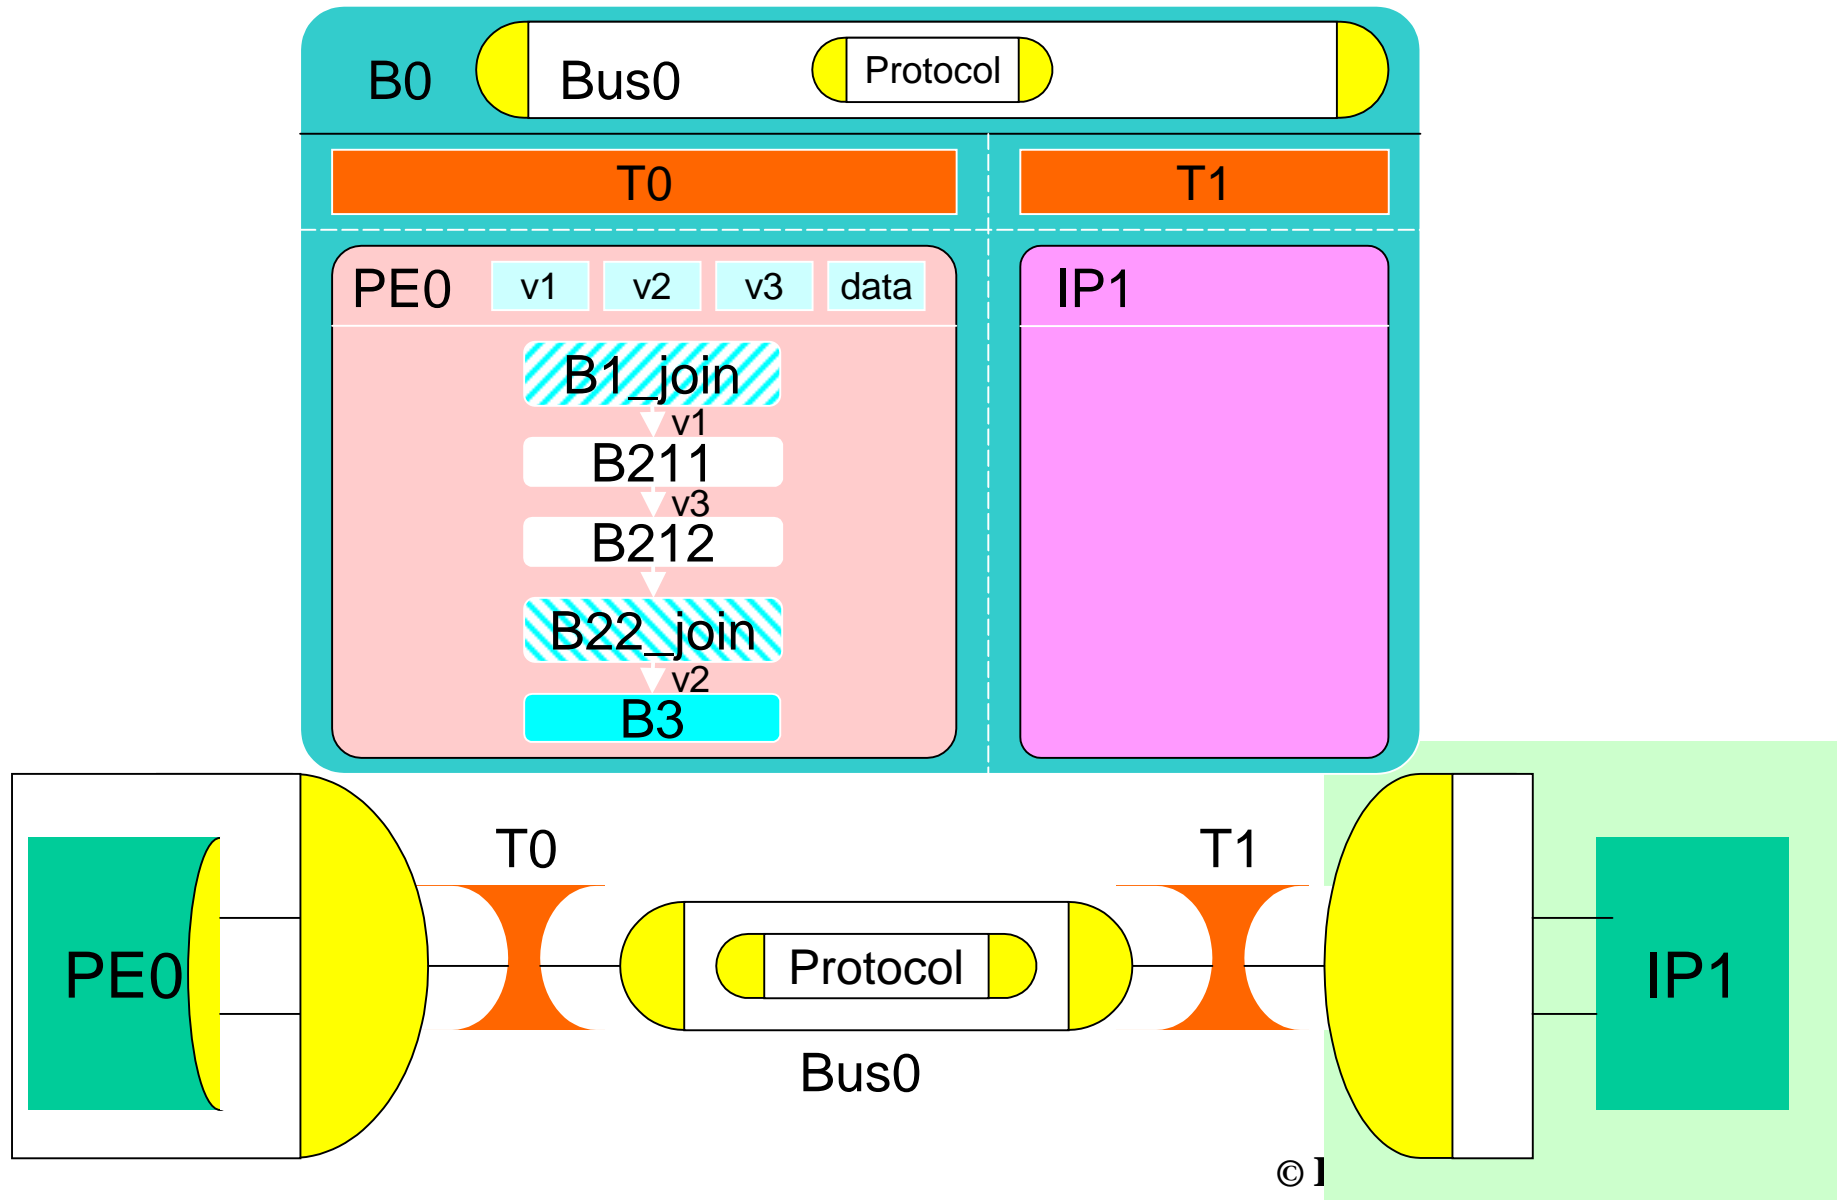 B0 Bus0 Protocol
T0 T1
PE0 v1 v2 v3 data IP1
B1_join
v1
B211
v3
B212
B22_join
v2
B3
T0 T1
PE0 Protocol IP1
Bus0
©